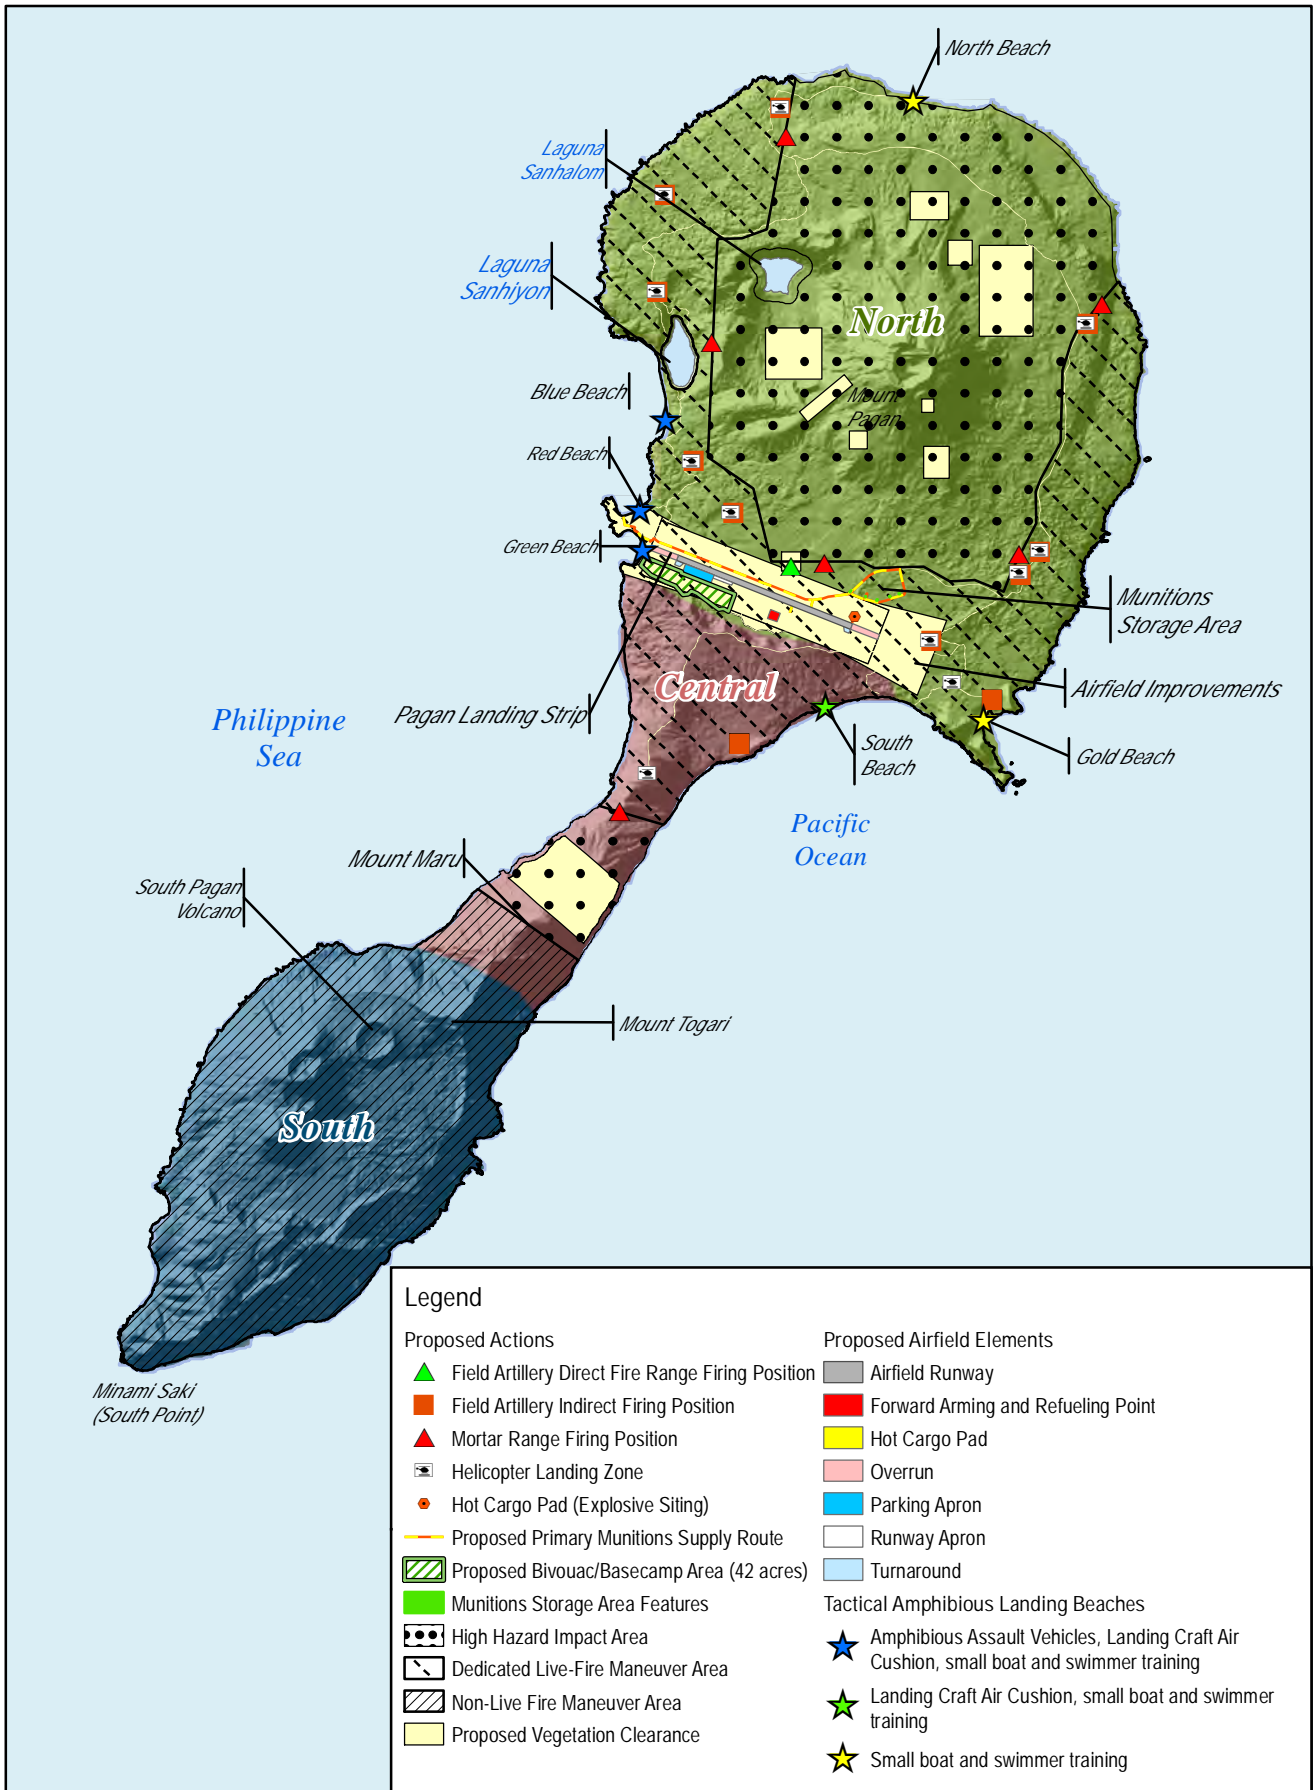 North Beach
Laguna
Sanhalom
Laguna
Sanhiyon
North
Blue Beach
Mount
Pagan
Red Beach
Green Beach
Munitions
Storage Area
Central
Airfield Improvements
Pagan Landing Strip
Philippine
Sea
South
Beach
Gold Beach
Pacific
Ocean
Mount Maru
South Pagan
Volcano
Mount Togari
South
Minami Saki
(South Point)
Legend
Proposed Actions
Field Artillery Direct Fire Range Firing Position
Field Artillery Indirect Firing Position
Mortar Range Firing Position
Helicopter Landing Zone
Hot Cargo Pad (Explosive Siting)
Proposed Primary Munitions Supply Route
Proposed Bivouac/Basecamp Area (42 acres)
Munitions Storage Area Features
High Hazard Impact Area
Dedicated Live-Fire Maneuver Area
Non-Live Fire Maneuver Area
Proposed Vegetation Clearance
Proposed Airfield Elements
Airfield Runway
Forward Arming and Refueling Point
Hot Cargo Pad
Overrun
Parking Apron
Runway Apron
Turnaround
Tactical Amphibious Landing Beaches
Amphibious Assault Vehicles, Landing Craft Air
Cushion, small boat and swimmer training
Landing Craft Air Cushion, small boat and swimmer
training
Small boat and swimmer training